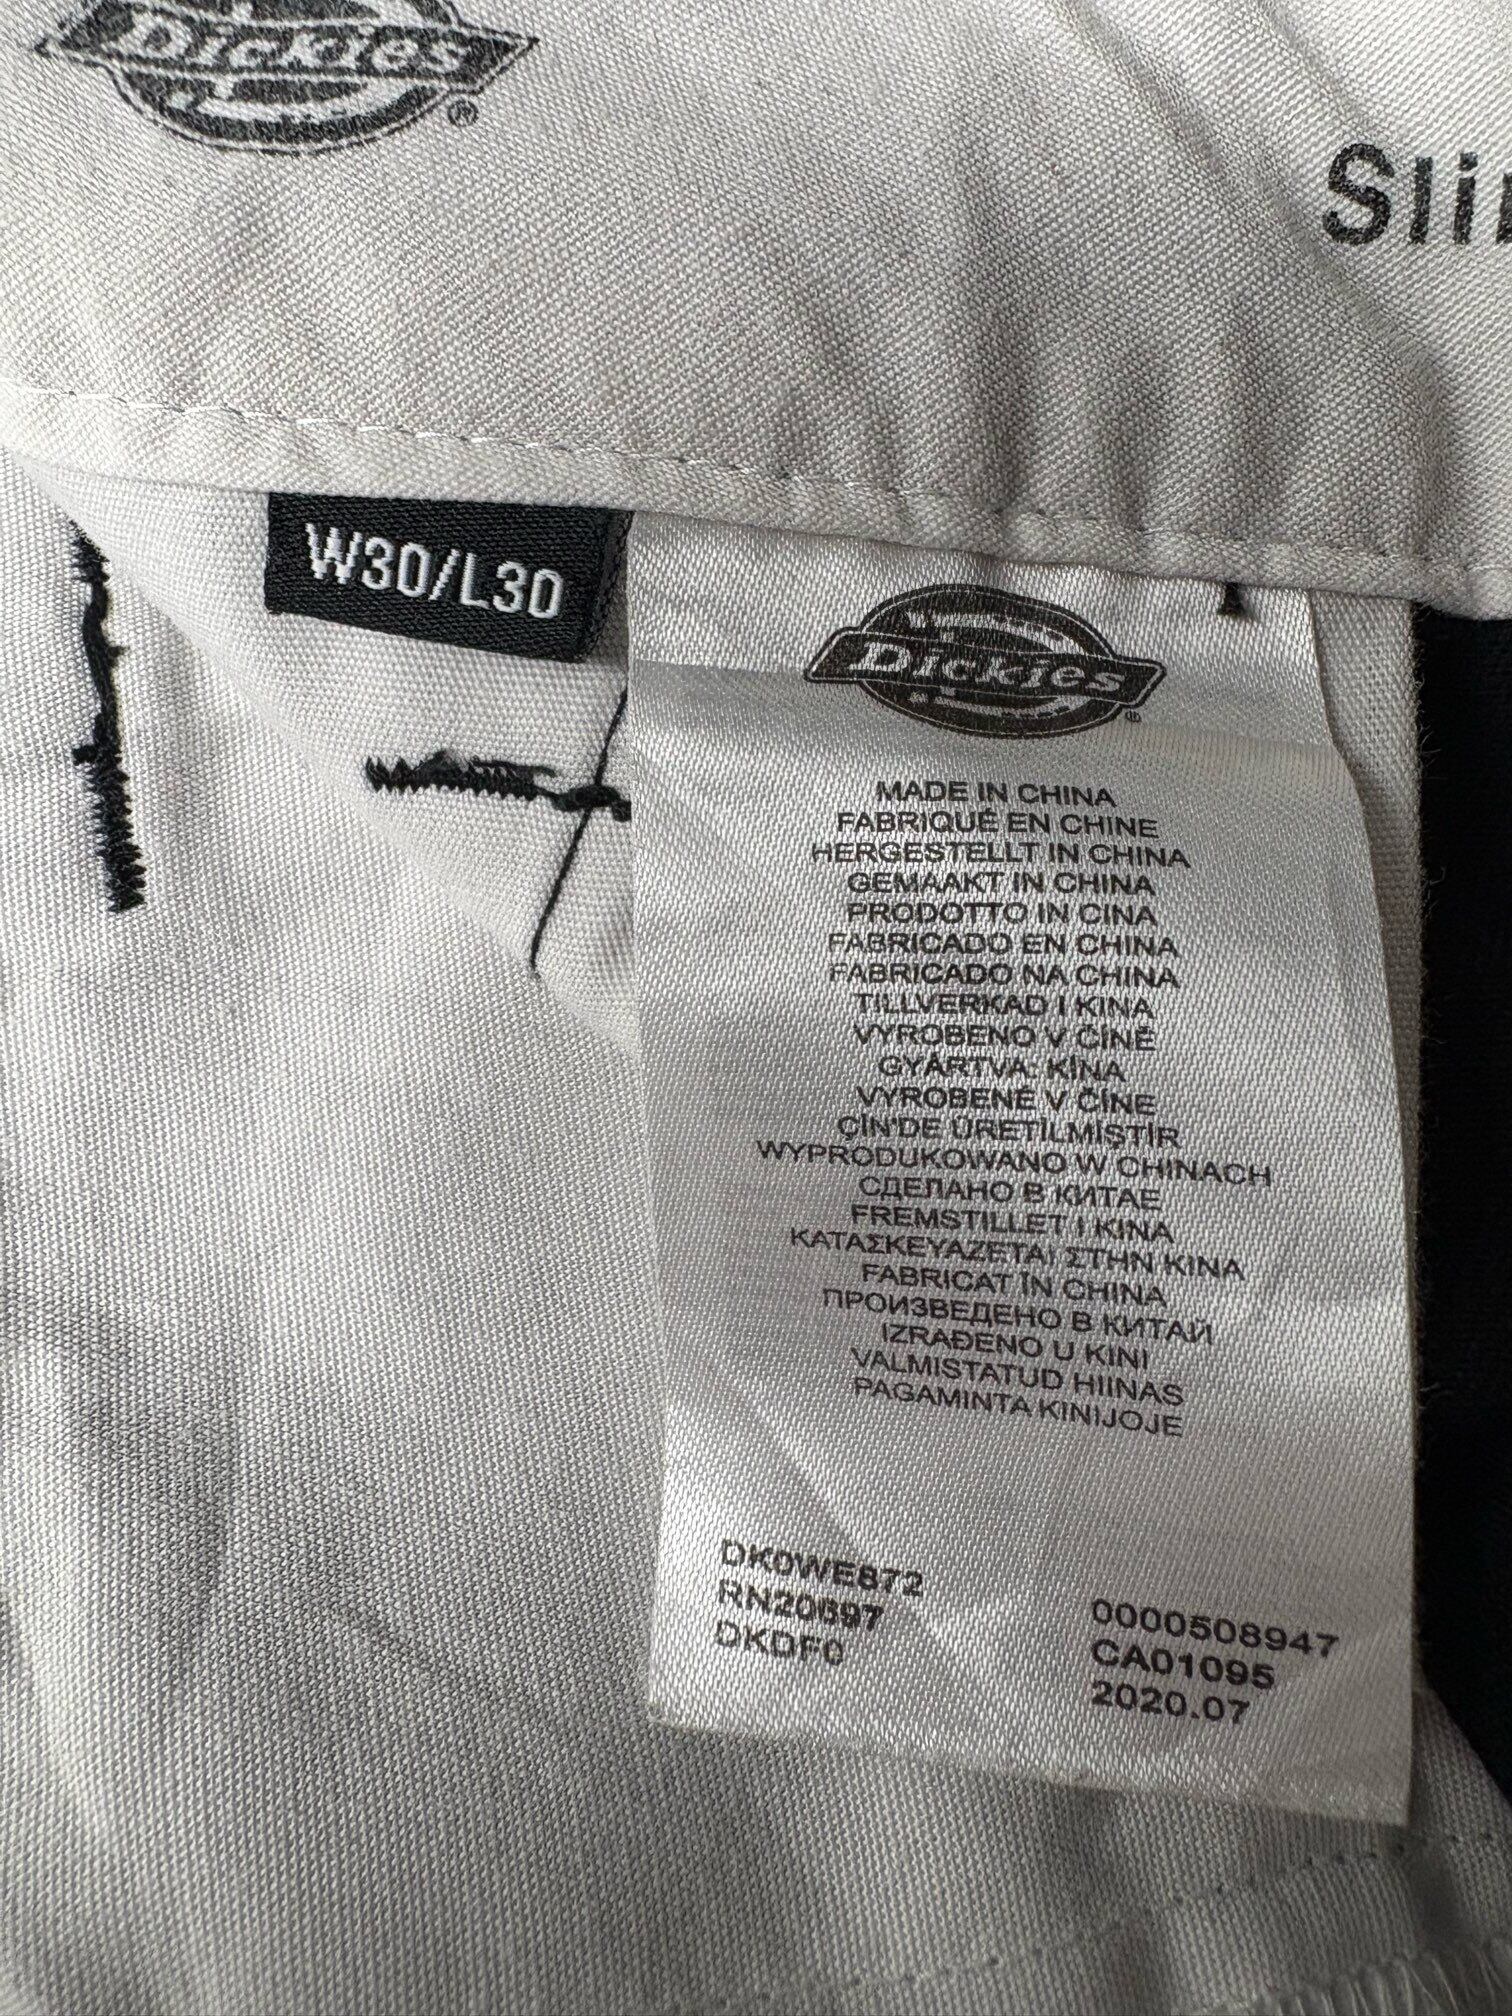 Dickies
®
Sli
W30/L30
Dickies
®
MADE IN CHINA
FABRIQUÉ EN CHINE
HERGESTELLT IN CHINA
GEMAAKT IN CHINA
PRODOTTO IN CINA
FABRICADO EN CHINA
FABRICADO NA CHINA
TILLVERKAD I KINA
VYROBENO V ČÍNĚ
GYÁRTVA: KÍNA
VYROBENÉ V ČÍNE
ÇİN'DE ÜRETİLMİŞTİR
WYPRODUKOWANO W CHINACH
СДЕЛАНО В КИТАЕ
FREMSTILLET I KINA
ΚΑΤΑΣΚΕΥΑΖΕΤΑΙ ΣΤΗΝ ΚΙΝΑ
FABRICAT ÎN CHINA
ПРОИЗВЕДЕНО В КИТАЙ
IZRAĐENO U KINI
VALMISTATUD HIINAS
PAGAMINTA KINIJOJE
DK0WE872
RN20697
DKDF0
0000508947
CA01095
2020.07